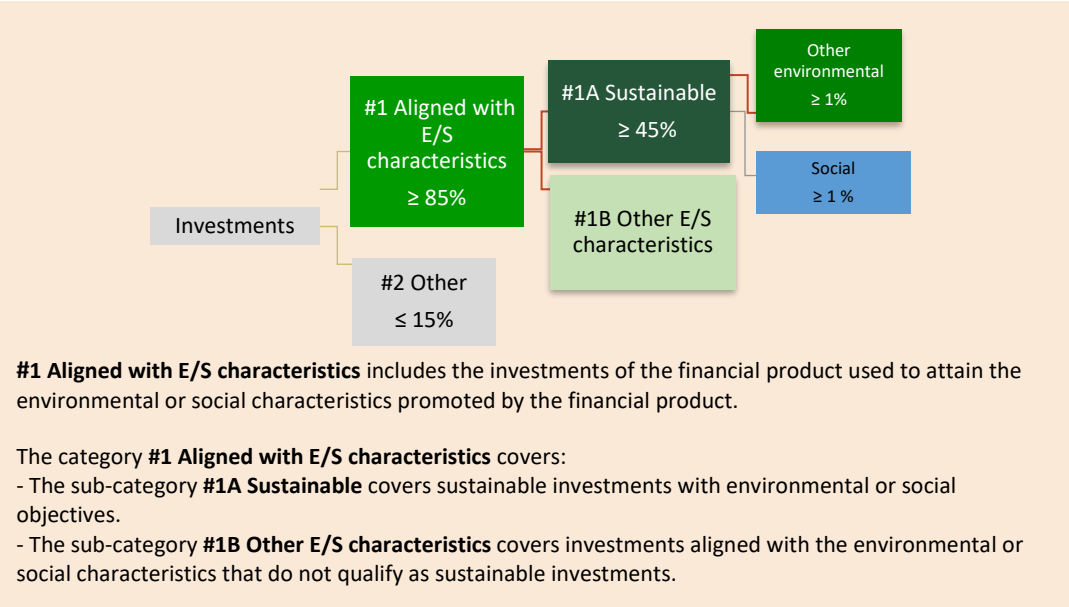 Other
environmental
≥ 1%
#1A Sustainable
≥ 45%
#1 Aligned with
E/S
characteristics
≥ 85%
Social
≥ 1 %
#1B Other E/S
characteristics
Investments
#2 Other
≤ 15%
#1 Aligned with E/S characteristics includes the investments of the financial product used to attain the
environmental or social characteristics promoted by the financial product.
The category #1 Aligned with E/S characteristics covers:
- The sub-category #1A Sustainable covers sustainable investments with environmental or social
objectives.
- The sub-category #1B Other E/S characteristics covers investments aligned with the environmental or
social characteristics that do not qualify as sustainable investments.